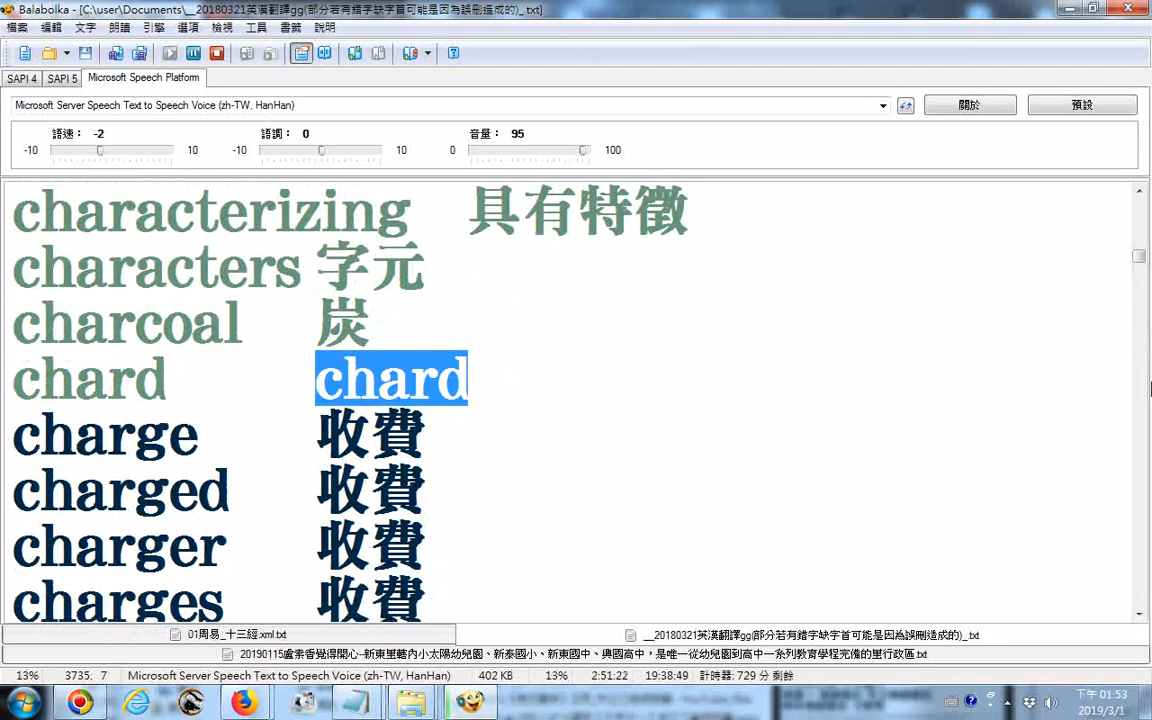 Balabolka - [C:\user\Documents\__20180321英漢翻譯gg(部分若有錯字缺字首可能是因為誤刪造成的)_.txt]
檔案 編輯 文字 朗讀 引擎 選項 檢視 工具 書籤 說明
SAPI 4 SAPI 5 Microsoft Speech Platform
Microsoft Server Speech Text to Speech Voice (zh-TW, HanHan) 關於 預設
語速： -2 語調： 0 音量： 95
-10 10 -10 10 0 100
characterizing 具有特徵
characters 字元
charcoal 炭
chard chard
charge 收費
charged 收費
charger 收費
charges 收費
01周易_十三經.xml.txt __20180321英漢翻譯gg(部分若有錯字缺字首可能是因為誤刪造成的)_.txt
20190115盧素香覺得開心-新東里轄內小太陽幼兒園、新泰國小、新東國中、興國高中，是唯一從幼兒園到高中一系列教育學程完備的里行政區.txt
13% 3735. 7 Microsoft Server Speech Text to Speech Voice (zh-TW, HanHan) 402 KB 13% 2:51:22 19:38:49 計時器: 729 分 剩餘
下午 01:53
2019/3/1